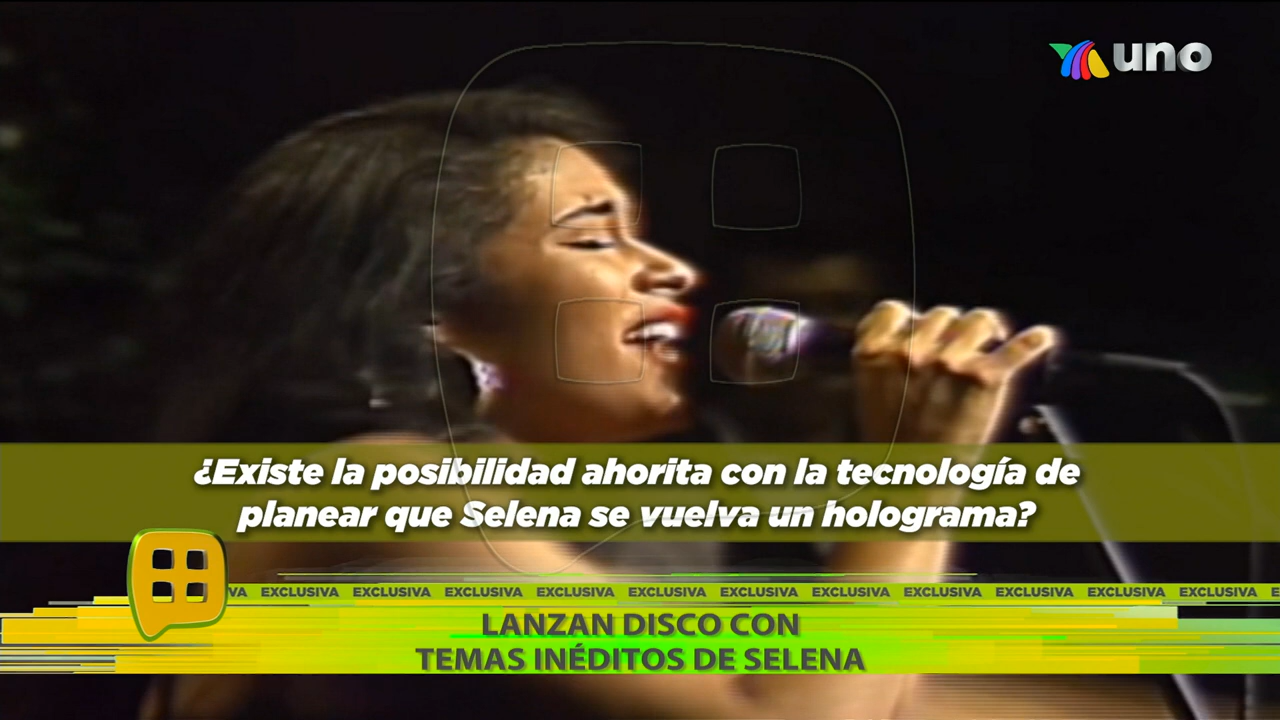 uno
¿Existe la posibilidad ahorita con la tecnología de
planear que Selena se vuelva un holograma?
VA EXCLUSIVA EXCLUSIVA EXCLUSIVA EXCLUSIVA EXCLUSIVA EXCLUSIVA EXCLUSIVA EXCLUSIVA EXCLUSIVA EXCLUSIVA EXCLUSIVA E
LANZAN DISCO CON
TEMAS INÉDITOS DE SELENA